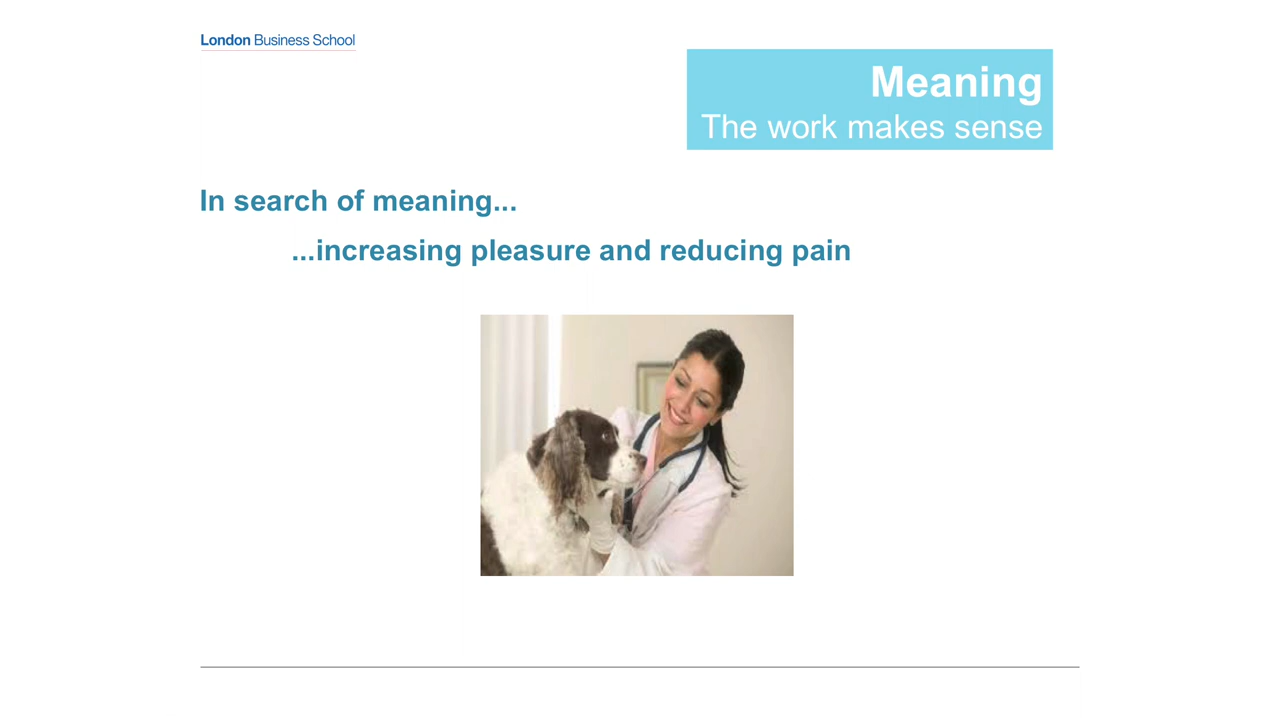 London Business School
Meaning
The work makes sense
In search of meaning...
...increasing pleasure and reducing pain